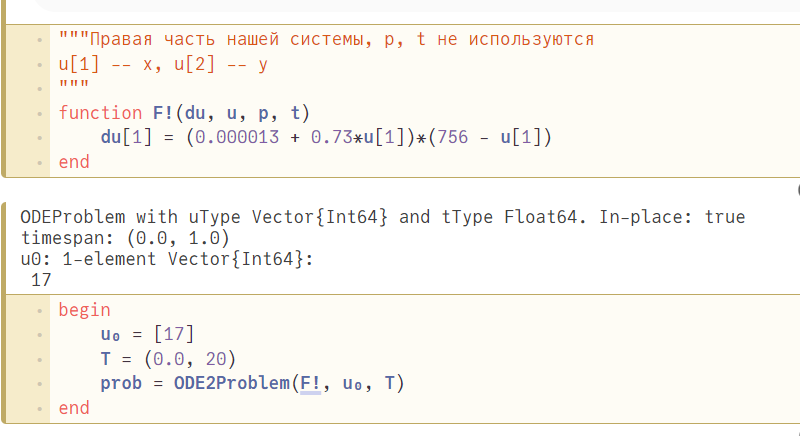 """Правая часть нашей системы, p, t не используются
u[1] -- x, u[2] -- y
"""
function F!(du, u, p, t)
    du[1] = (0.000013 + 0.73*u[1])*(756 - u[1])
end
ODEProblem with uType Vector{Int64} and tType Float64. In-place: true
timespan: (0.0, 1.0)
u0: 1-element Vector{Int64}:
 17
begin
    u₀ = [17]
    T = (0.0, 20)
    prob = ODE2Problem(F!, u₀, T)
end